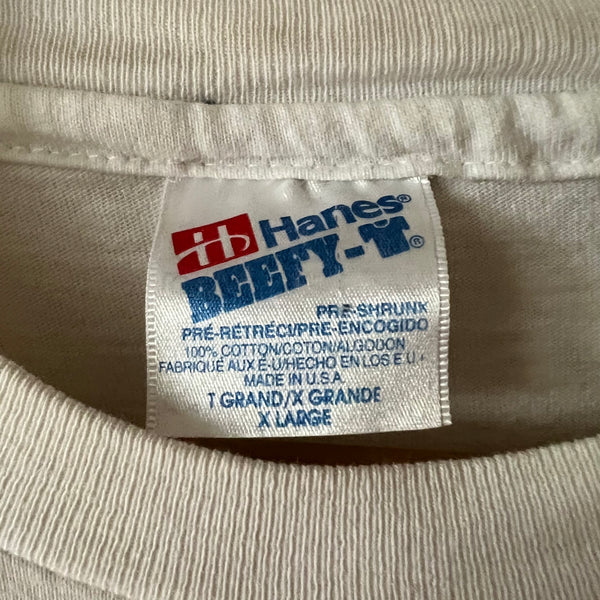 Hanes®
BEEFY-T®
PRE-SHRUNK
PRÉ-RÉTRÉCI/PRE-ENCOGIDO
100% COTTON/COTON/ALGODON
FABRIQUÉ AUX E-U/HECHO EN LOS E.U.
MADE IN U.S.A
T GRAND/X GRANDE
X LARGE